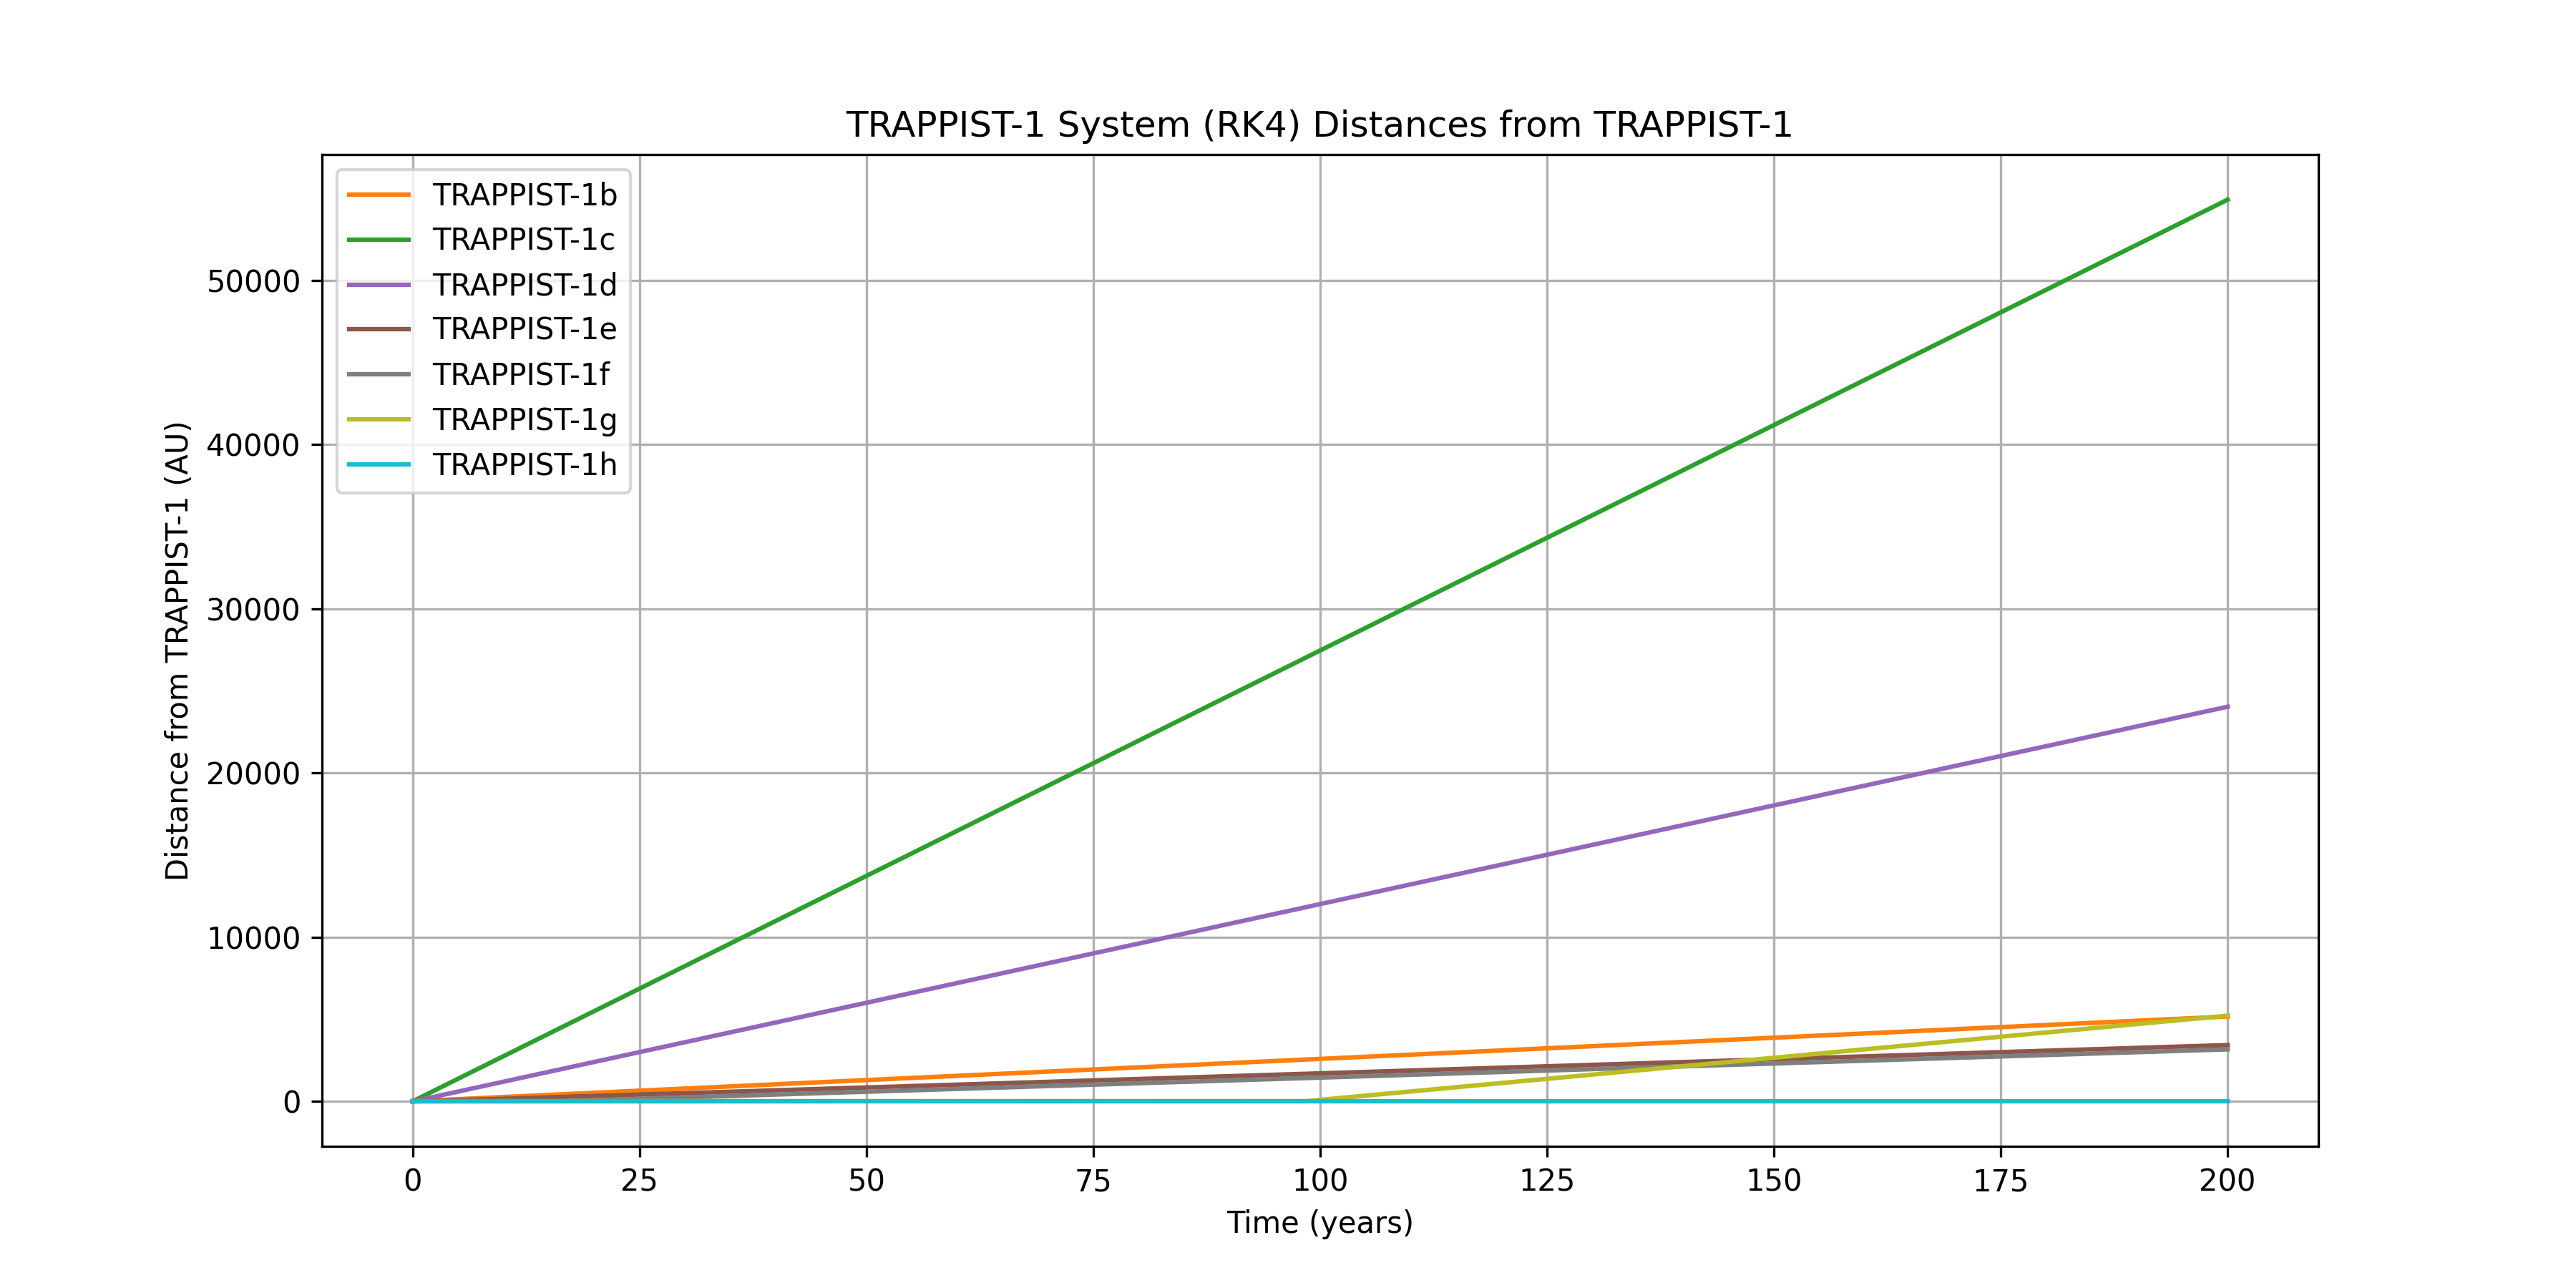 TRAPPIST-1 System (RK4) Distances from TRAPPIST-1
TRAPPIST-1b
TRAPPIST-1c
TRAPPIST-1d
TRAPPIST-1e
TRAPPIST-1f
TRAPPIST-1g
TRAPPIST-1h
Distance from TRAPPIST-1 (AU)
50000
40000
30000
20000
10000
0
0 25 50 75 100 125 150 175 200
Time (years)